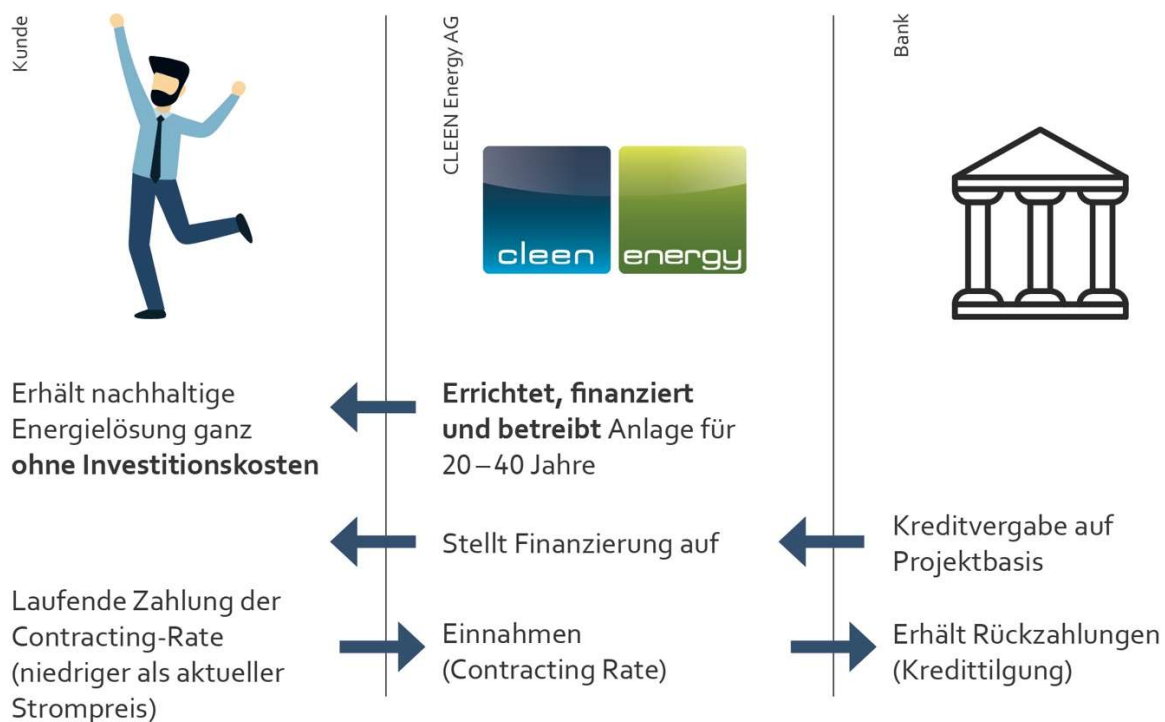 Kunde
CLEEN Energy AG
Bank
cleen energy
Erhält nachhaltige
Energielösung ganz
ohne Investitionskosten
Errichtet, finanziert
und betreibt Anlage für
20–40 Jahre
Stellt Finanzierung auf
Kreditvergabe auf
Projektbasis
Laufende Zahlung der
Contracting-Rate
(niedriger als aktueller
Strompreis)
Einnahmen
(Contracting Rate)
Erhält Rückzahlungen
(Kredittilgung)